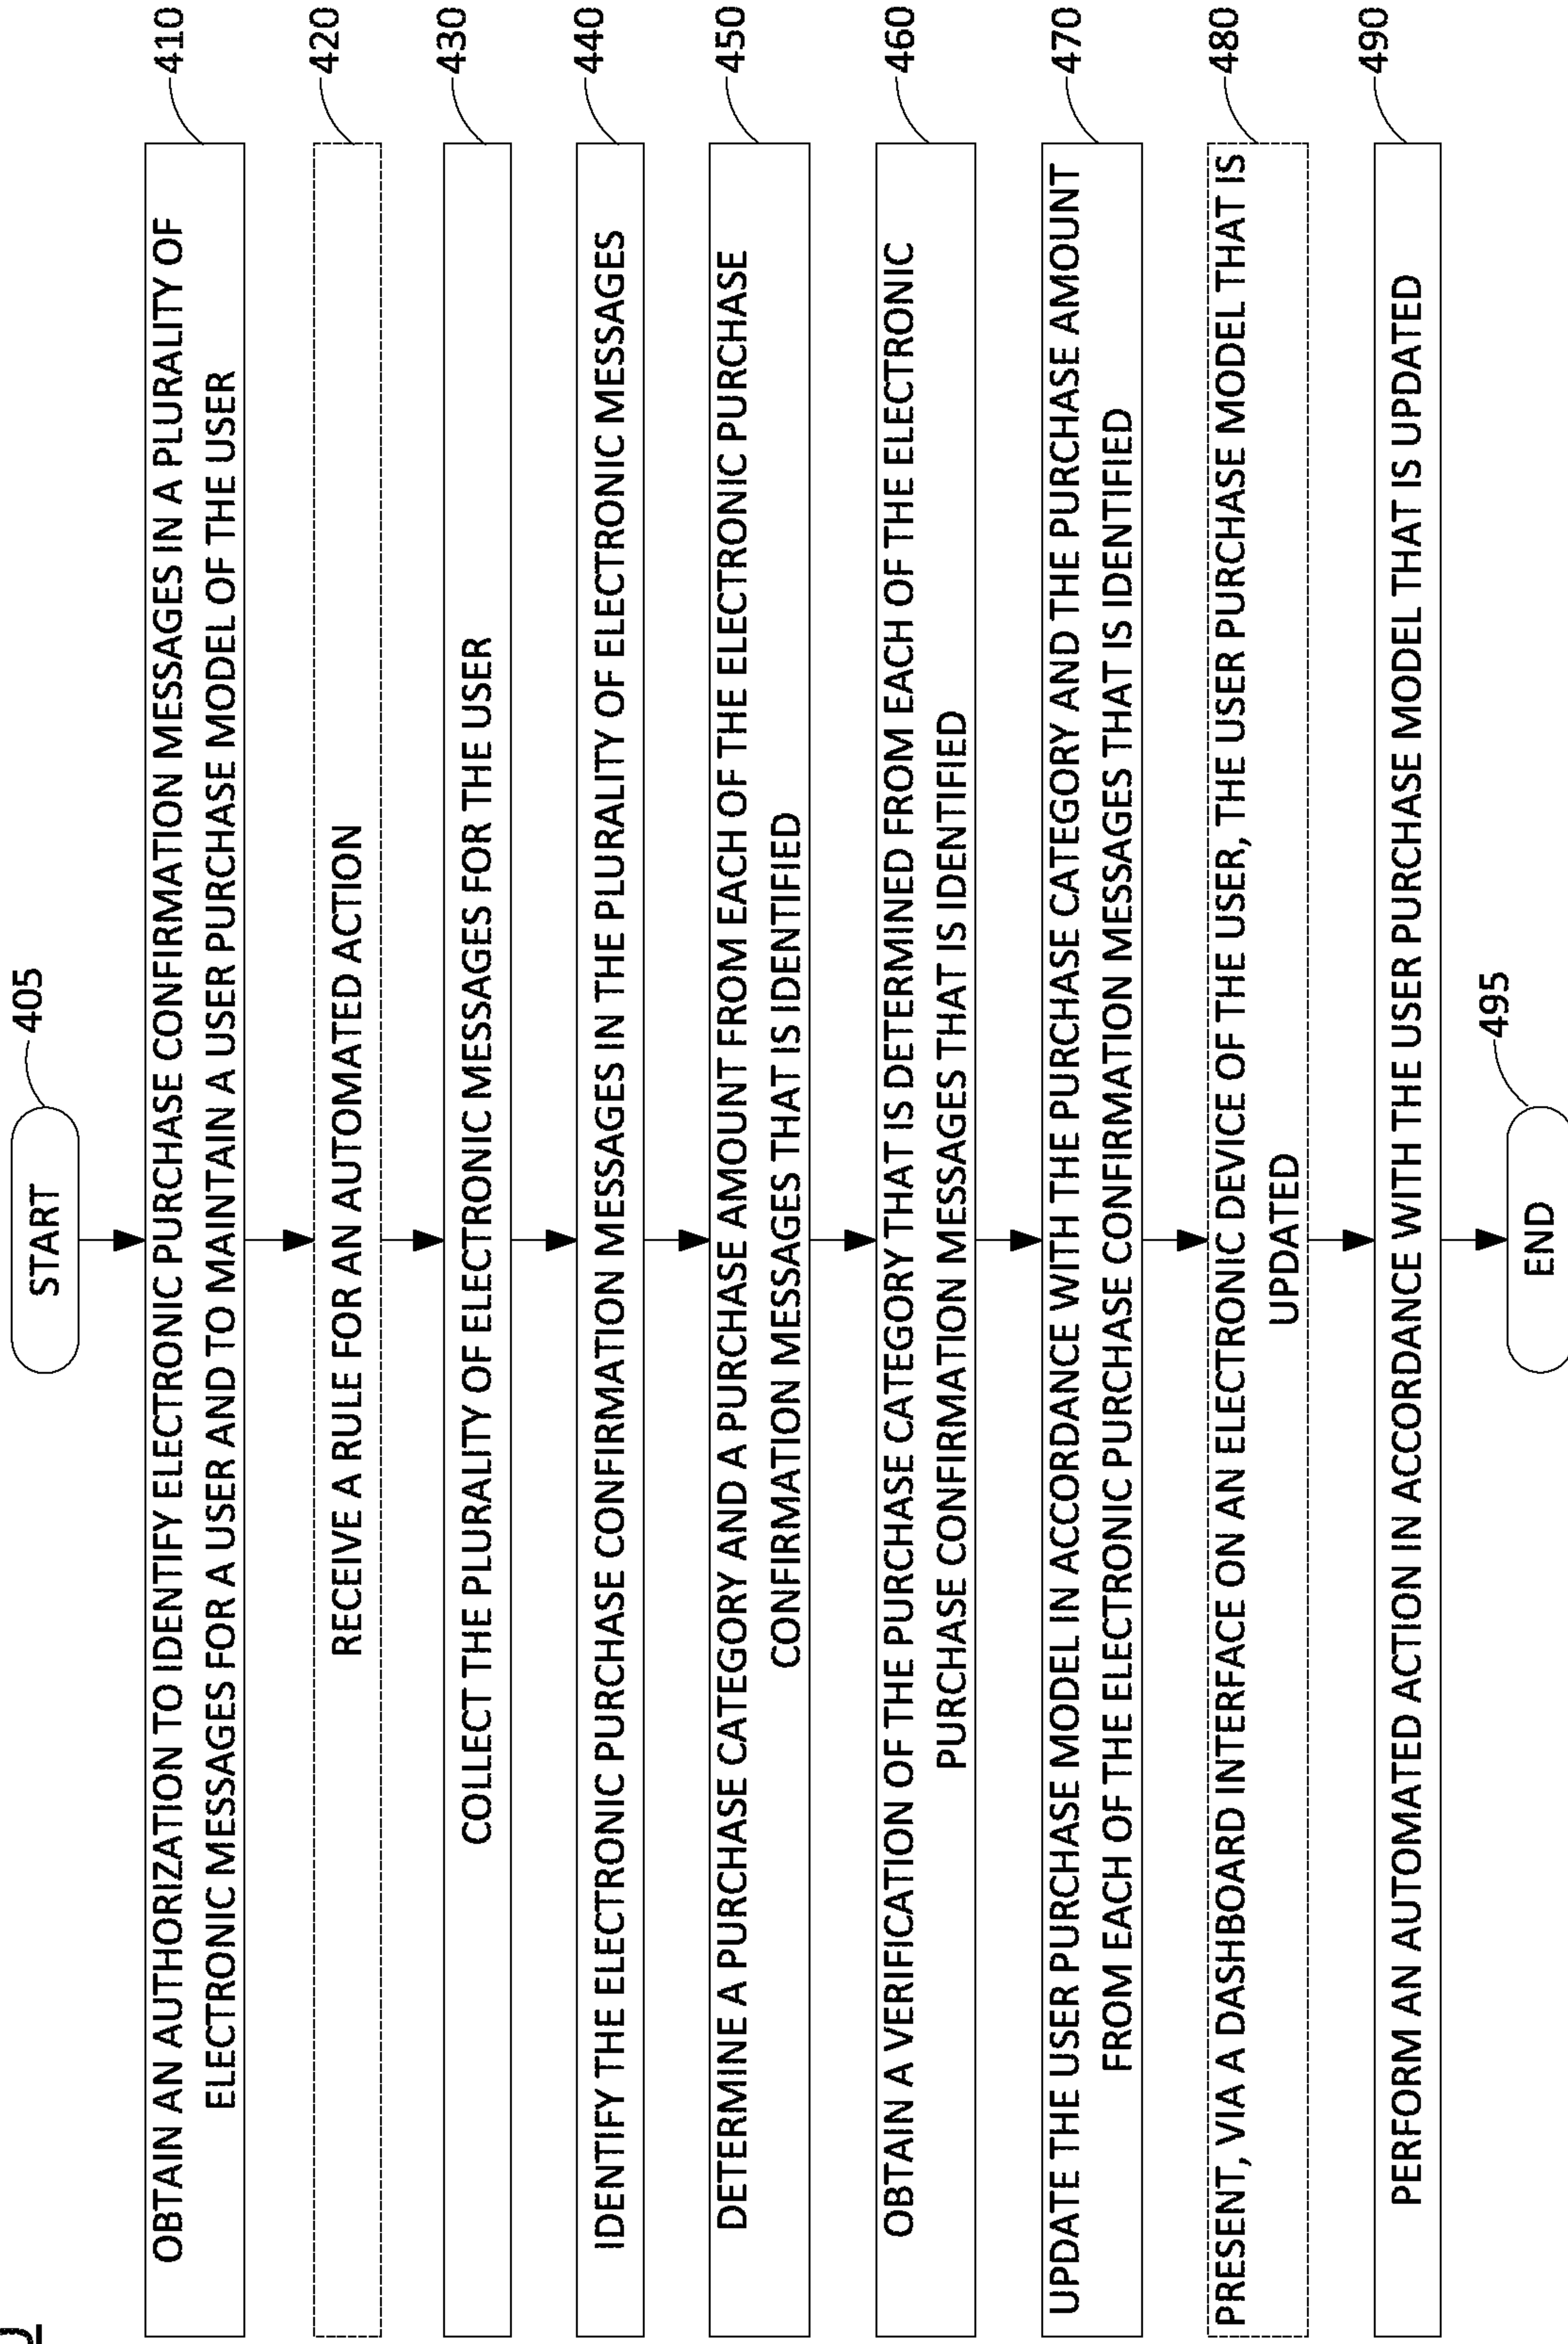 START
405
OBTAIN AN AUTHORIZATION TO IDENTIFY ELECTRONIC PURCHASE CONFIRMATION MESSAGES IN A PLURALITY OF
ELECTRONIC MESSAGES FOR A USER AND TO MAINTAIN A USER PURCHASE MODEL OF THE USER
410
RECEIVE A RULE FOR AN AUTOMATED ACTION
420
COLLECT THE PLURALITY OF ELECTRONIC MESSAGES FOR THE USER
430
IDENTIFY THE ELECTRONIC PURCHASE CONFIRMATION MESSAGES IN THE PLURALITY OF ELECTRONIC MESSAGES
440
DETERMINE A PURCHASE CATEGORY AND A PURCHASE AMOUNT FROM EACH OF THE ELECTRONIC PURCHASE
CONFIRMATION MESSAGES THAT IS IDENTIFIED
450
OBTAIN A VERIFICATION OF THE PURCHASE CATEGORY THAT IS DETERMINED FROM EACH OF THE ELECTRONIC
PURCHASE CONFIRMATION MESSAGES THAT IS IDENTIFIED
460
UPDATE THE USER PURCHASE MODEL IN ACCORDANCE WITH THE PURCHASE CATEGORY AND THE PURCHASE AMOUNT
FROM EACH OF THE ELECTRONIC PURCHASE CONFIRMATION MESSAGES THAT IS IDENTIFIED
470
PRESENT, VIA A DASHBOARD INTERFACE ON AN ELECTRONIC DEVICE OF THE USER, THE USER PURCHASE MODEL THAT IS
UPDATED
480
PERFORM AN AUTOMATED ACTION IN ACCORDANCE WITH THE USER PURCHASE MODEL THAT IS UPDATED
490
END
495